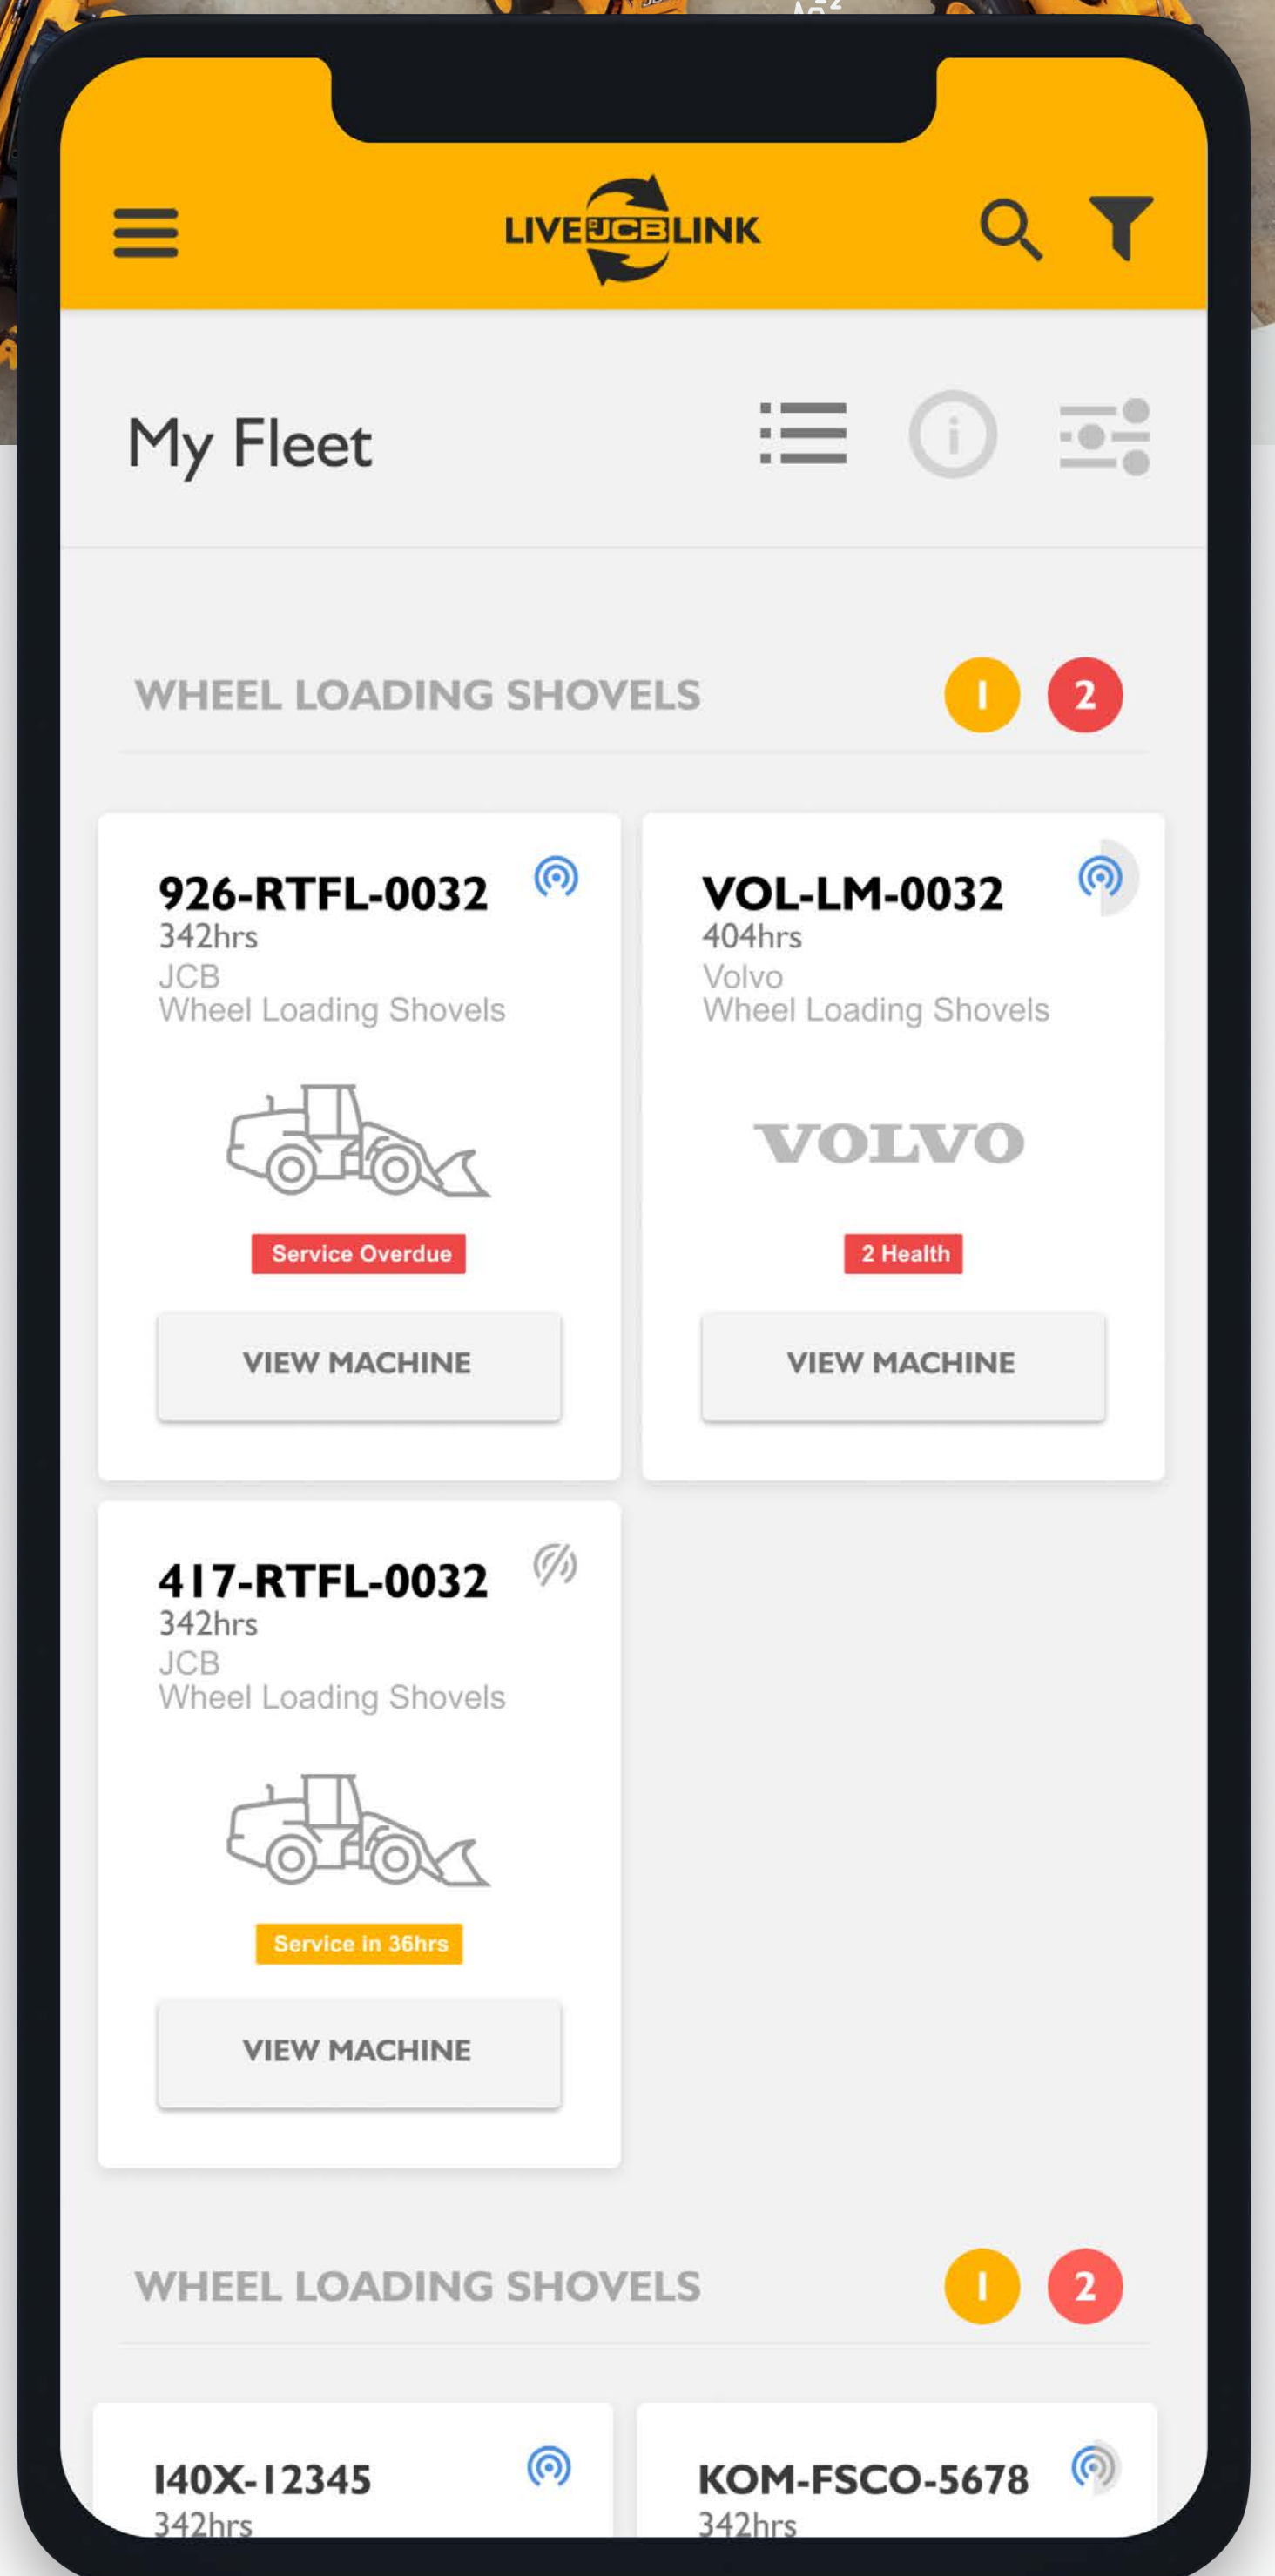 LIVE JCB LINK
My Fleet
WHEEL LOADING SHOVELS 1 2
926-RTFL-0032
342hrs
JCB
Wheel Loading Shovels
Service Overdue
VIEW MACHINE
VOL-LM-0032
404hrs
Volvo
Wheel Loading Shovels
VOLVO
2 Health
VIEW MACHINE
417-RTFL-0032
342hrs
JCB
Wheel Loading Shovels
Service in 36hrs
VIEW MACHINE
WHEEL LOADING SHOVELS 1 2
140X-12345
342hrs
KOM-FSCO-5678
342hrs